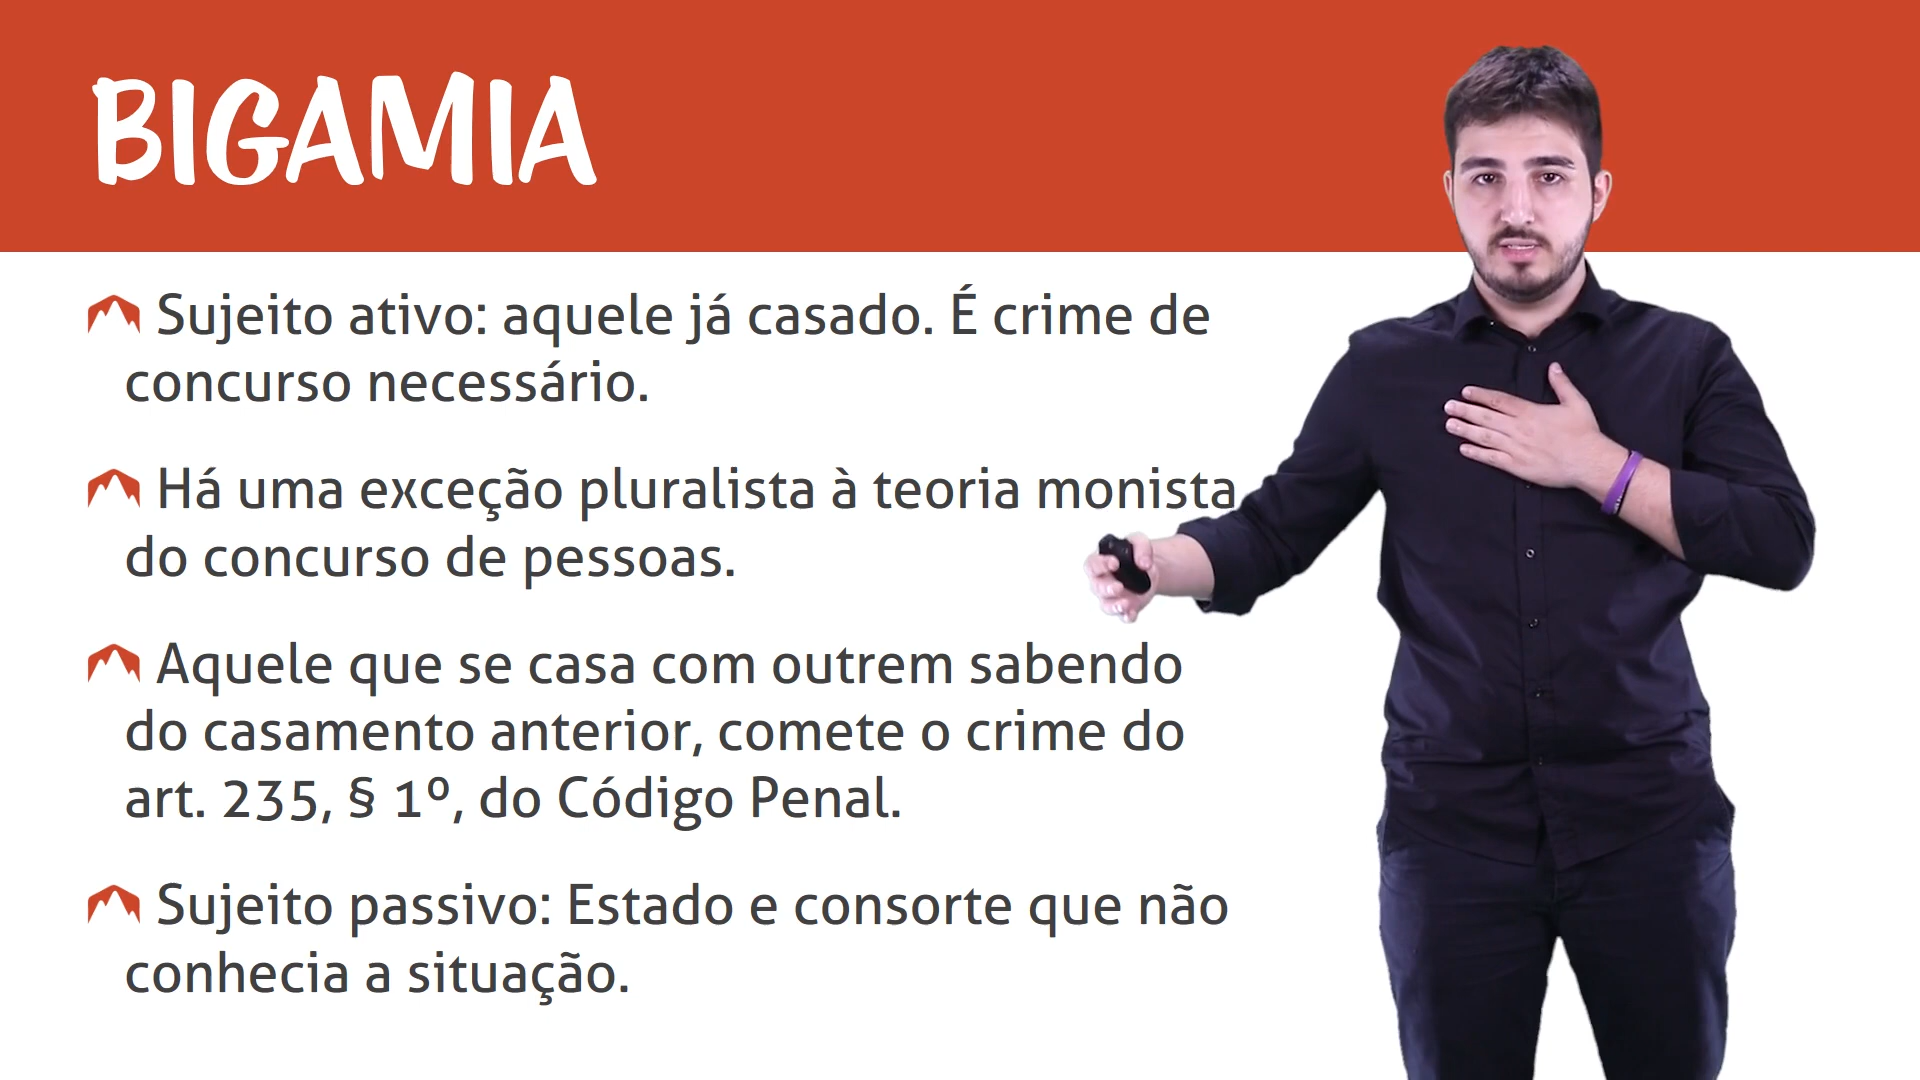 BIGAMIA
Sujeito ativo: aquele já casado. É crime de
concurso necessário.
Há uma exceção pluralista à teoria monista
do concurso de pessoas.
Aquele que se casa com outrem sabendo
do casamento anterior, comete o crime do
art. 235, § 1º, do Código Penal.
Sujeito passivo: Estado e consorte que não
conhecia a situação.